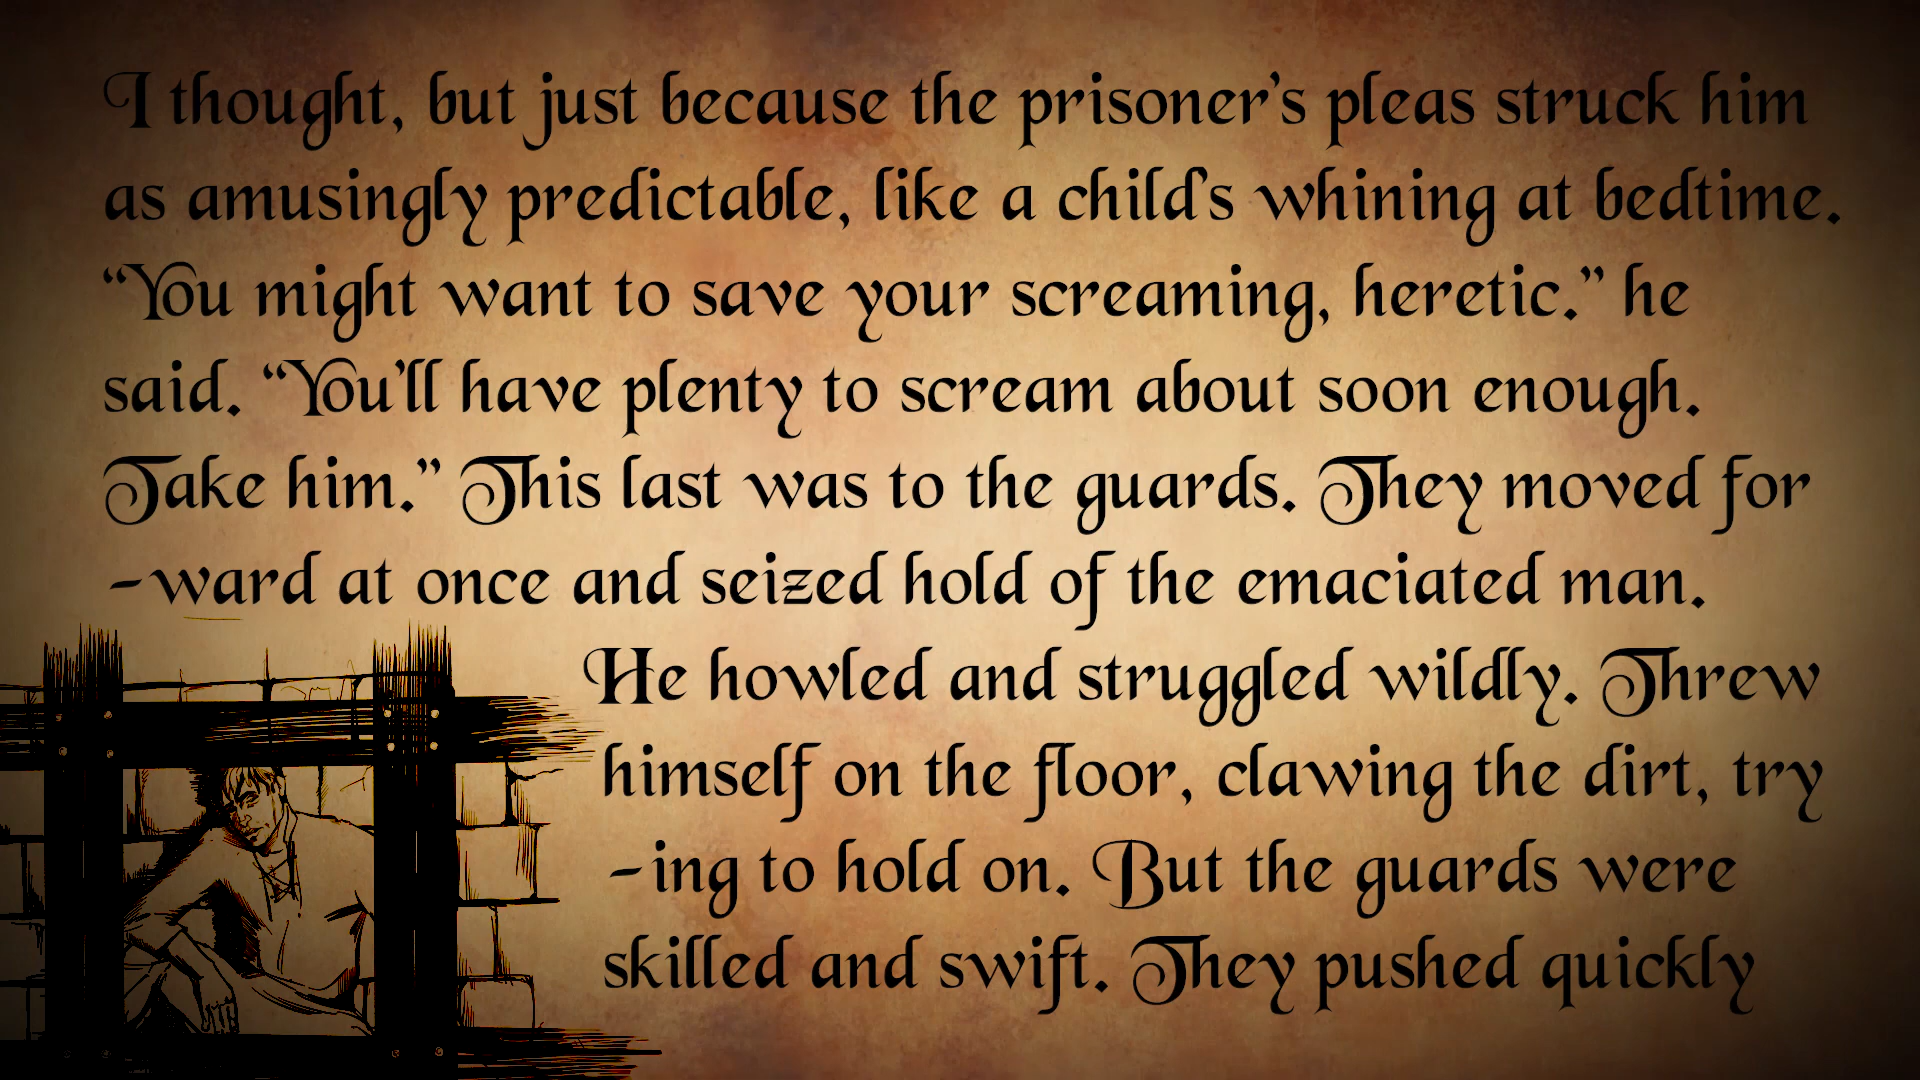 I thought, but just because the prisoner's pleas struck him
as amusingly predictable, like a child's whining at bedtime.
“You might want to save your screaming, heretic.” he
said. “You'll have plenty to scream about soon enough.
Take him.” This last was to the guards. They moved for
-ward at once and seized hold of the emaciated man.
He howled and struggled wildly. Threw
himself on the floor, clawing the dirt, try
-ing to hold on. But the guards were
skilled and swift. They pushed quickly